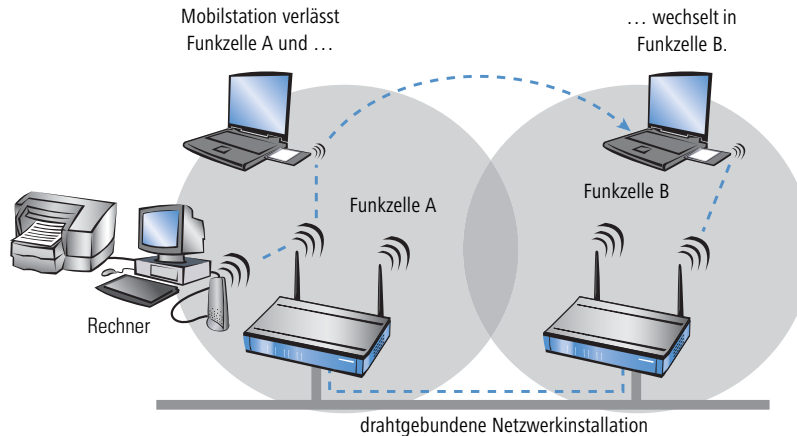 Mobilstation verlässt
Funkzelle A und …
… wechselt in
Funkzelle B.
Funkzelle A
Funkzelle B
Rechner
drahtgebundene Netzwerkinstallation